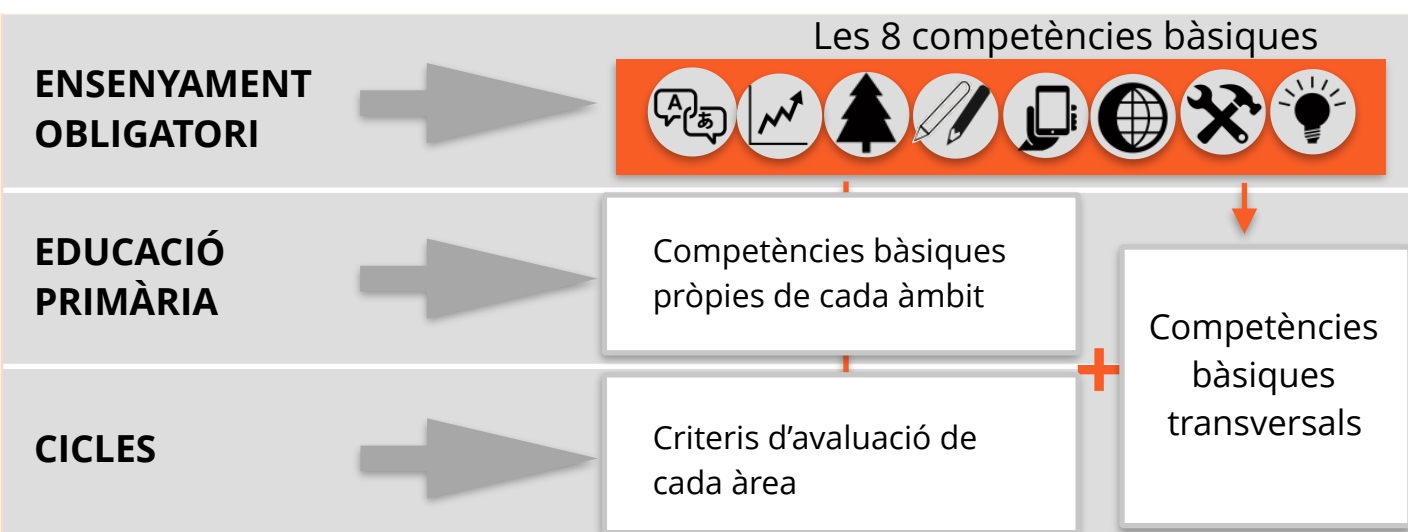 Les 8 competències bàsiques
ENSENYAMENT
OBLIGATORI
A
あ
EDUCACIÓ
PRIMÀRIA
Competències bàsiques
pròpies de cada àmbit
+
Competències
bàsiques
transversals
CICLES
Criteris d’avaluació de
cada àrea